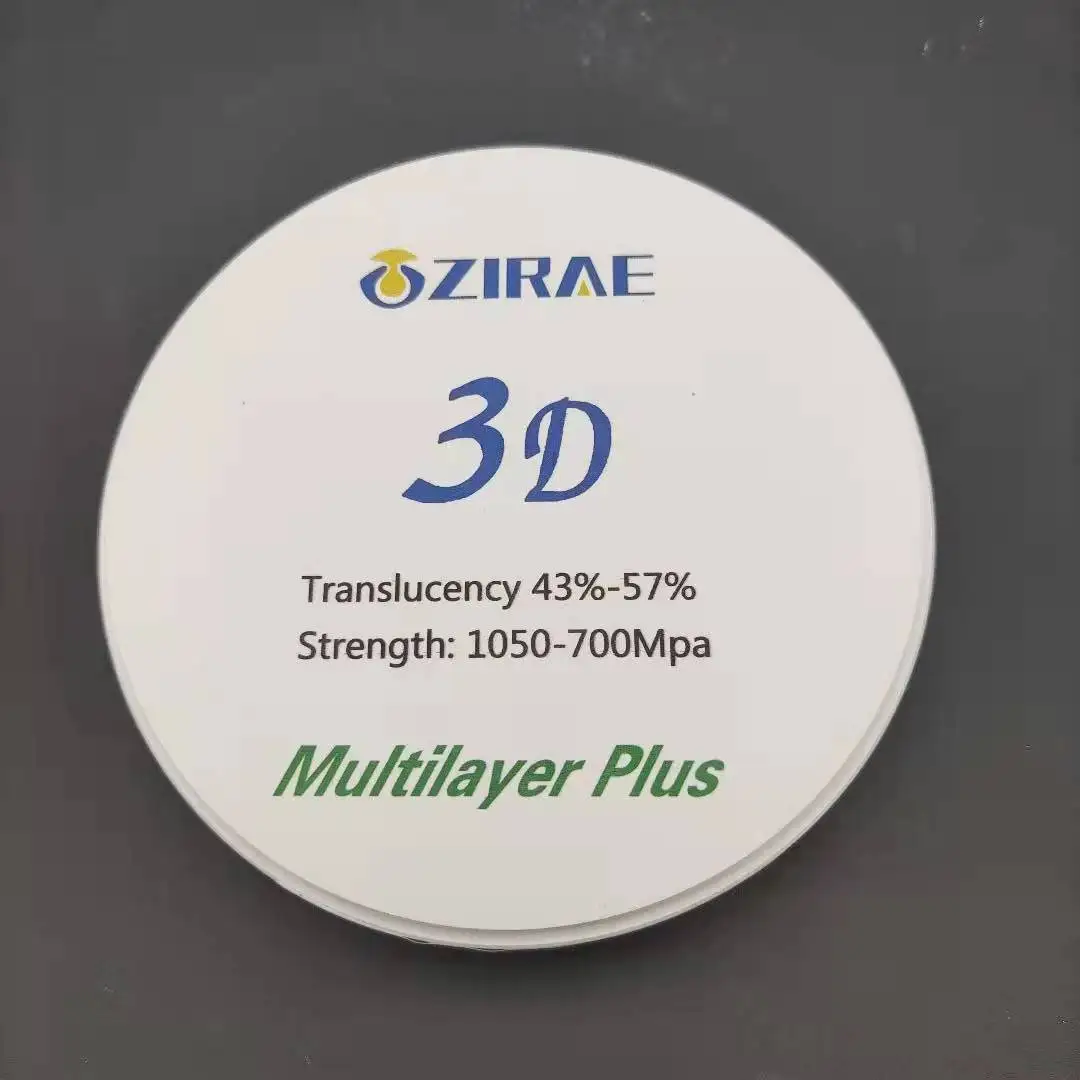 ZIRAE
3D
Translucency 43%-57%
Strength: 1050-700Mpa
Multilayer Plus